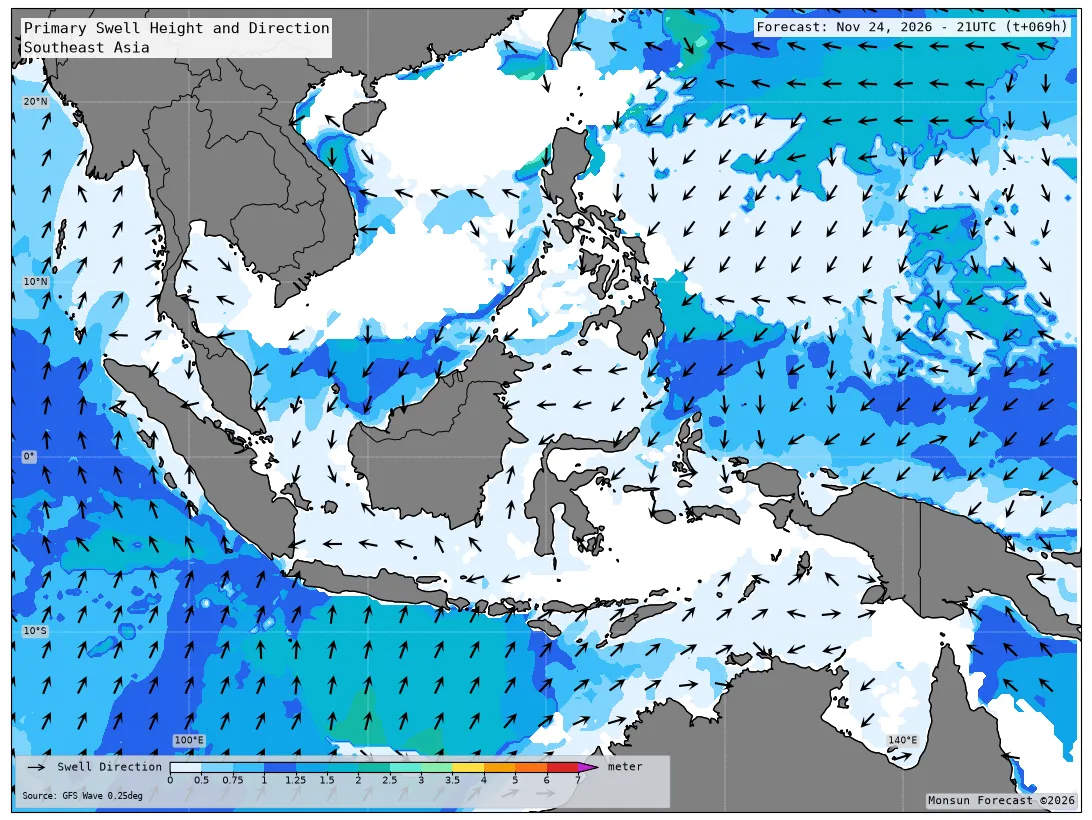 Primary Swell Height and Direction
Southeast Asia
Forecast: Nov 24, 2026 - 21UTC (t+069h)
20°N
10°N
0°
10°S
100°E
140°E
Swell Direction
meter
0 0.5 0.75 1 1.25 1.5 2 2.5 3 3.5 4 5 6 7
Source: GFS Wave 0.25deg
Monsun Forecast ©2026